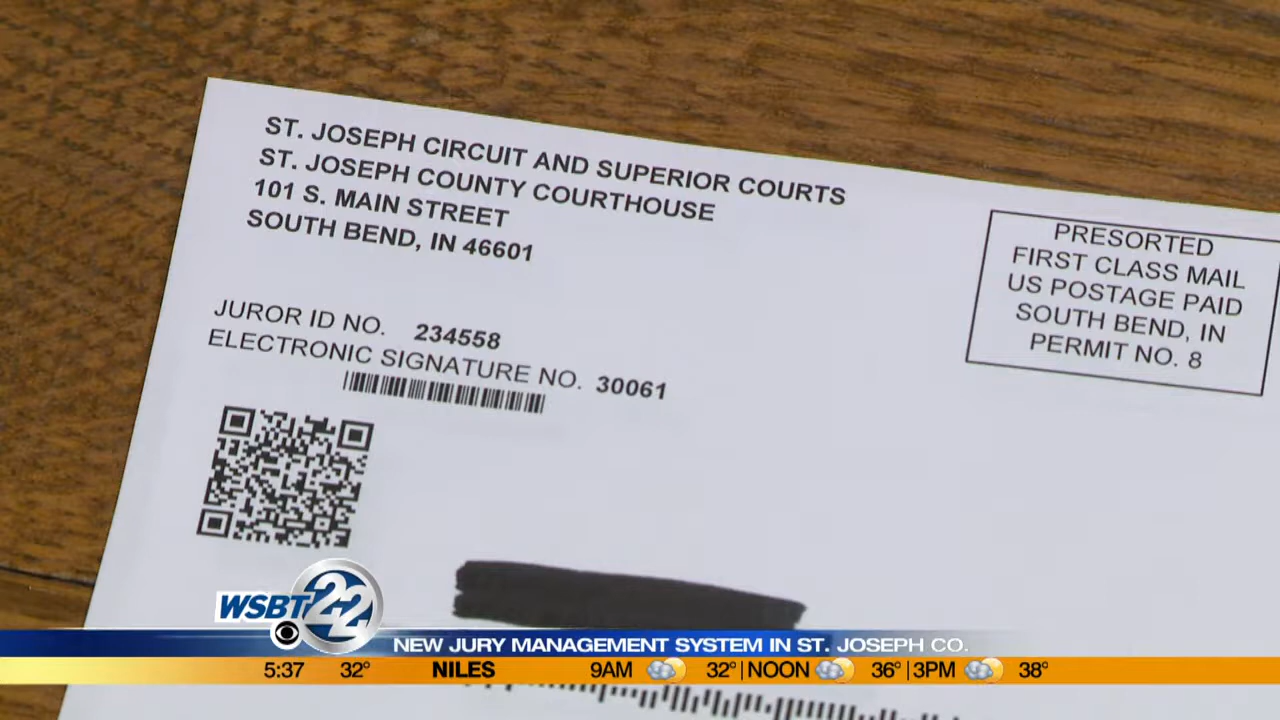 ST. JOSEPH CIRCUIT AND SUPERIOR COURTS
ST. JOSEPH COUNTY COURTHOUSE
101 S. MAIN STREET
SOUTH BEND, IN 46601
PRESORTED
FIRST CLASS MAIL
US POSTAGE PAID
SOUTH BEND, IN
PERMIT NO. 8
JUROR ID NO. 234558
ELECTRONIC SIGNATURE NO. 30061
WSBT 22
NEW JURY MANAGEMENT SYSTEM IN ST. JOSEPH CO.
5:37 32° NILES 9AM 32° | NOON 36° | 3PM 38°